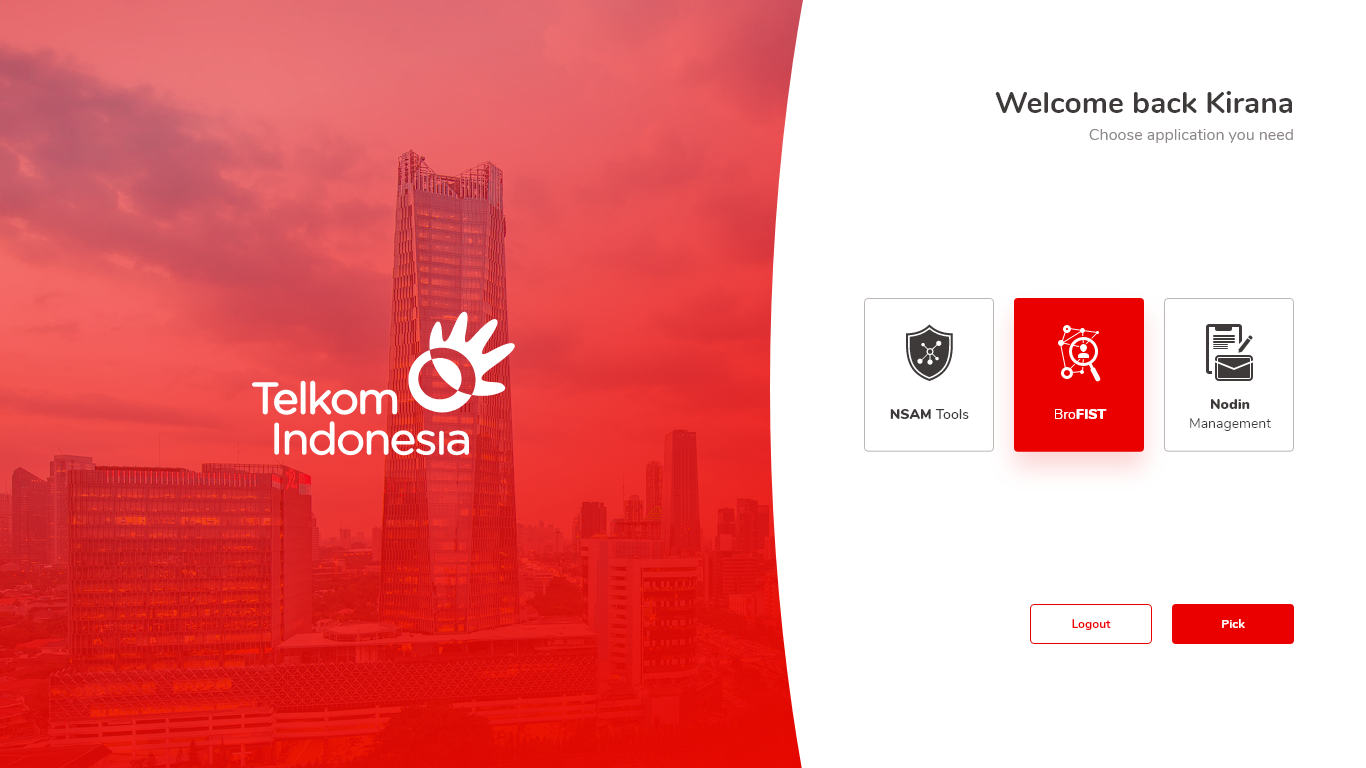 Telkom
Indonesia
Welcome back Kirana
Choose application you need
NSAM Tools
BroFIST
Nodin
Management
Logout
Pick